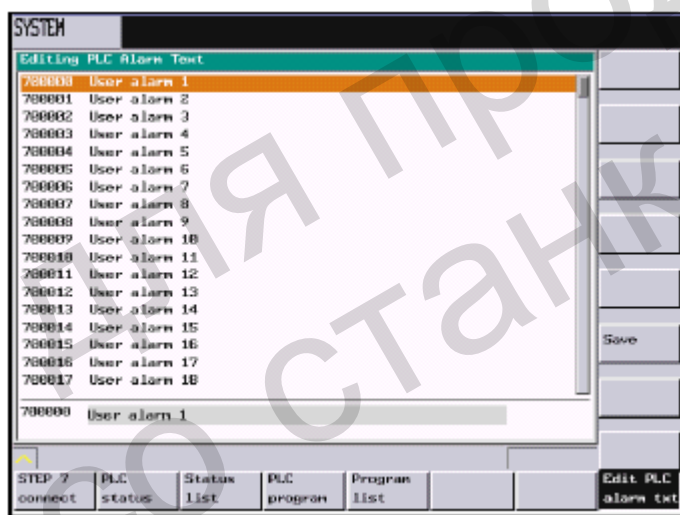 SYSTEM
Editing PLC Alarm Text
700000 User alarm 1
700001 User alarm 2
700002 User alarm 3
700003 User alarm 4
700004 User alarm 5
700005 User alarm 6
700006 User alarm 7
700007 User alarm 8
700008 User alarm 9
700009 User alarm 10
700010 User alarm 11
700011 User alarm 12
700012 User alarm 13
700013 User alarm 14
700014 User alarm 15
700015 User alarm 16
700016 User alarm 17
700017 User alarm 18
Save
700000 User alarm 1
STEP 7 connect
PLC status
Status list
PLC program
Program list
Edit PLC alarm txt
для
со станк